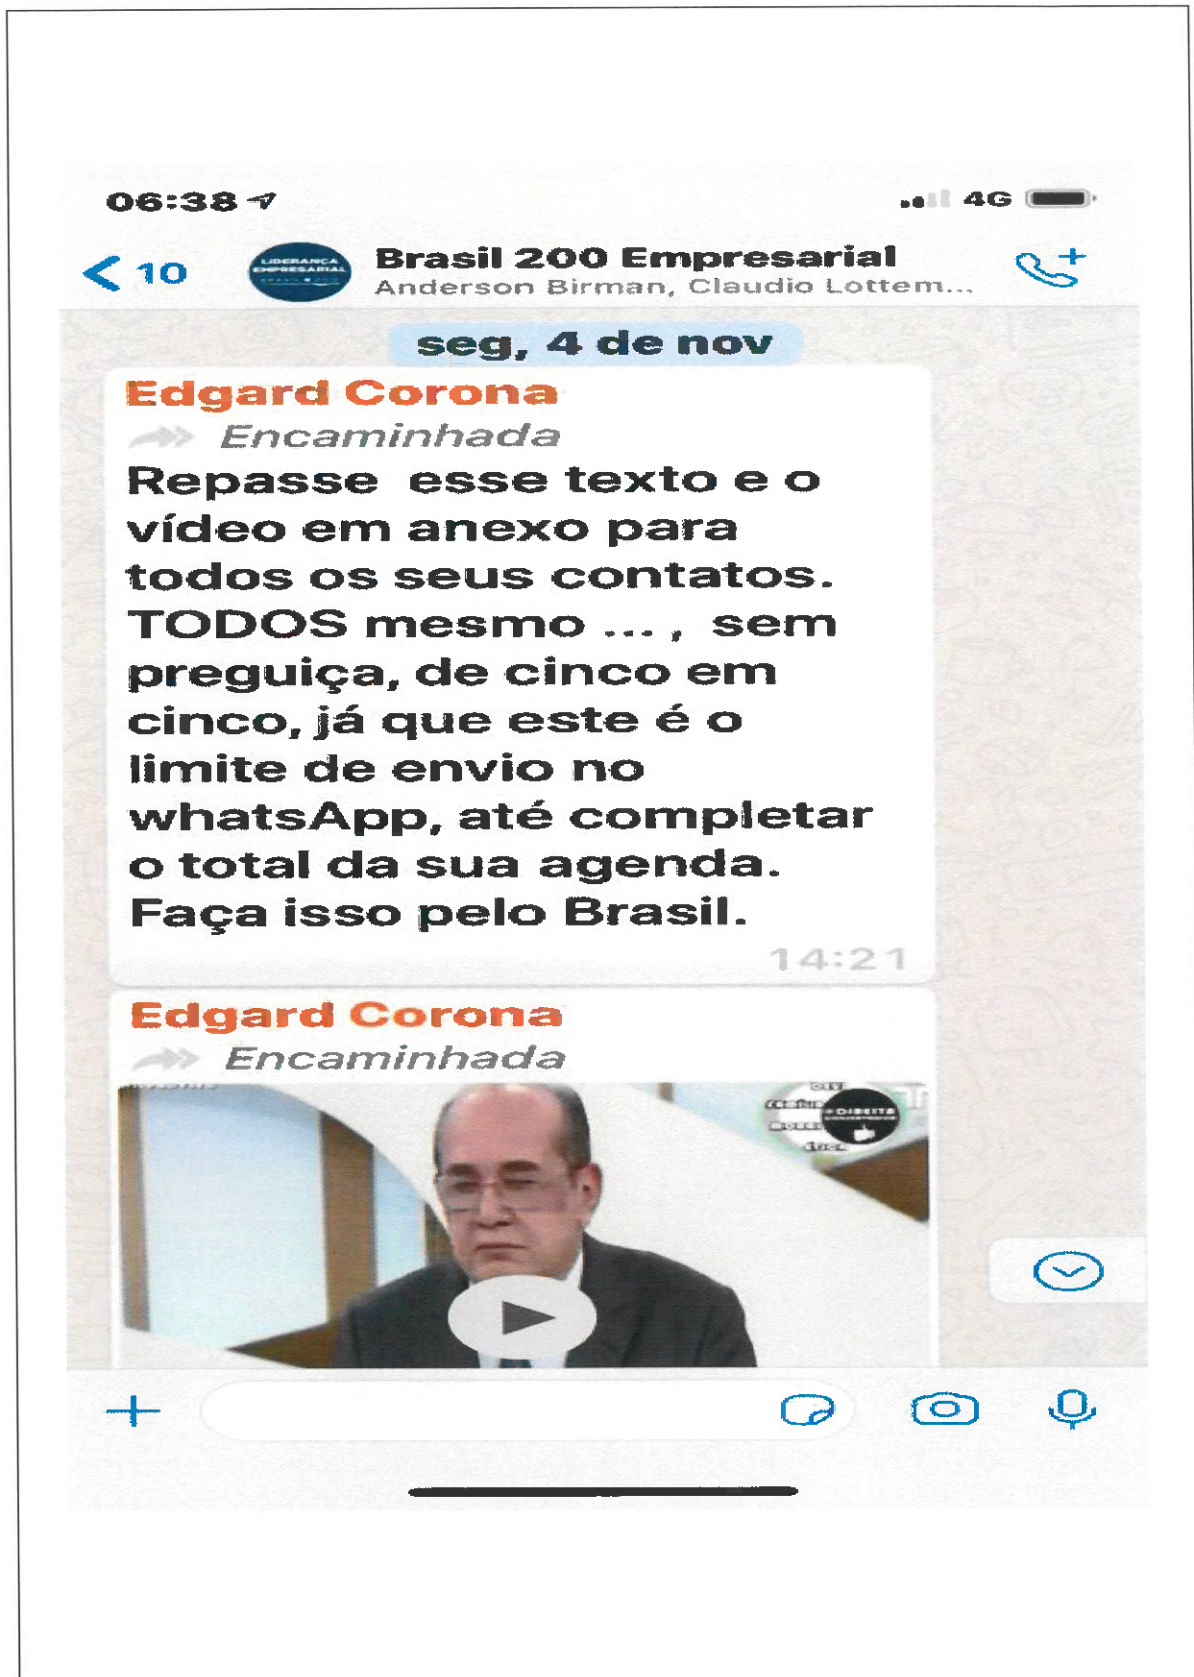 06:38
4G
10
LIDERANÇA
EMPRESARIAL
Brasil 200 Empresarial
Anderson Birman, Claudio Lottem...
seg, 4 de nov
Edgard Corona
Encaminhada
Repasse esse texto e o
vídeo em anexo para
todos os seus contatos.
TODOS mesmo ... , sem
preguiça, de cinco em
cinco, já que este é o
limite de envio no
whatsApp, até completar
o total da sua agenda.
Faça isso pelo Brasil.
14:21
Edgard Corona
Encaminhada
DIREITA